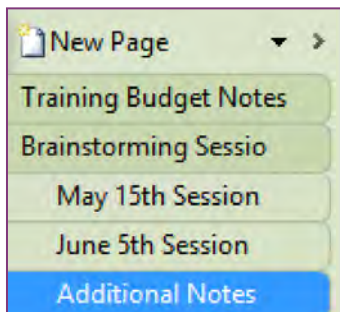 New Page
Training Budget Notes
Brainstorming Sessio
May 15th Session
June 5th Session
Additional Notes